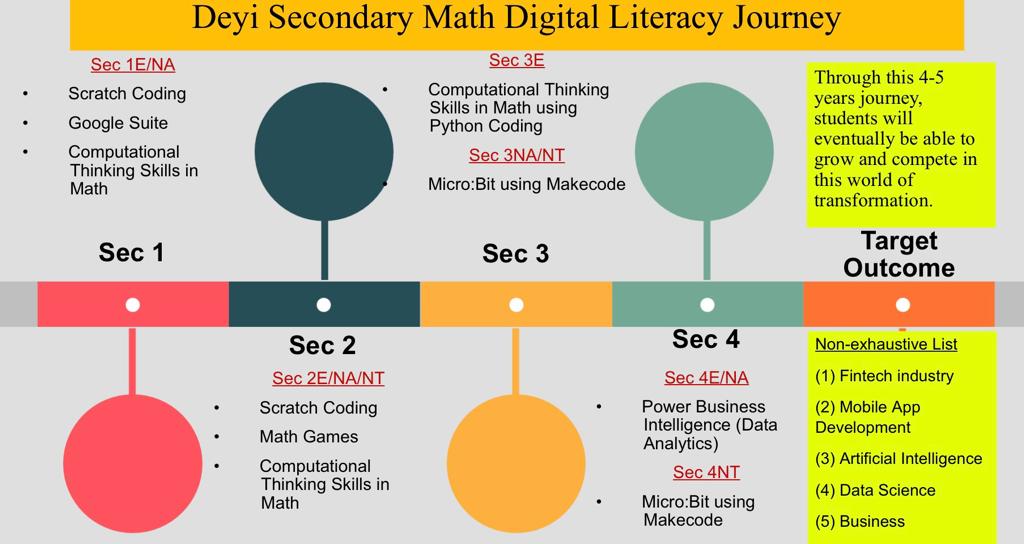 Deyi Secondary Math Digital Literacy Journey
Sec 1E/NA
• Scratch Coding
• Google Suite
• Computational
Thinking Skills in
Math
Sec 1
Sec 2
Sec 2E/NA/NT
• Scratch Coding
• Math Games
• Computational
Thinking Skills in
Math
Sec 3E
• Computational Thinking
Skills in Math using
Python Coding
Sec 3NA/NT
• Micro:Bit using Makecode
Sec 3
Sec 4
Sec 4E/NA
• Power Business
Intelligence (Data
Analytics)
Sec 4NT
• Micro:Bit using
Makecode
Through this 4-5
years journey,
students will
eventually be able to
grow and compete in
this world of
transformation.
Target
Outcome
Non-exhaustive List
(1) Fintech industry
(2) Mobile App
Development
(3) Artificial Intelligence
(4) Data Science
(5) Business